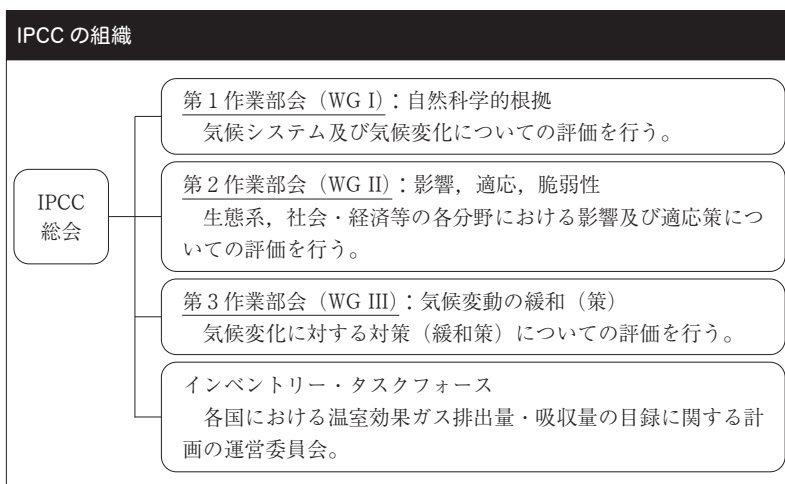 IPCC の組織
第1作業部会（WG I）：自然科学的根拠
気候システム及び気候変化についての評価を行う。
IPCC
総会
第2作業部会（WG II）：影響，適応，脆弱性
生態系，社会・経済等の各分野における影響及び適応策につ
いての評価を行う。
第3作業部会（WG III）：気候変動の緩和（策）
気候変化に対する対策（緩和策）についての評価を行う。
インベントリー・タスクフォース
各国における温室効果ガス排出量・吸収量の目録に関する計
画の運営委員会。